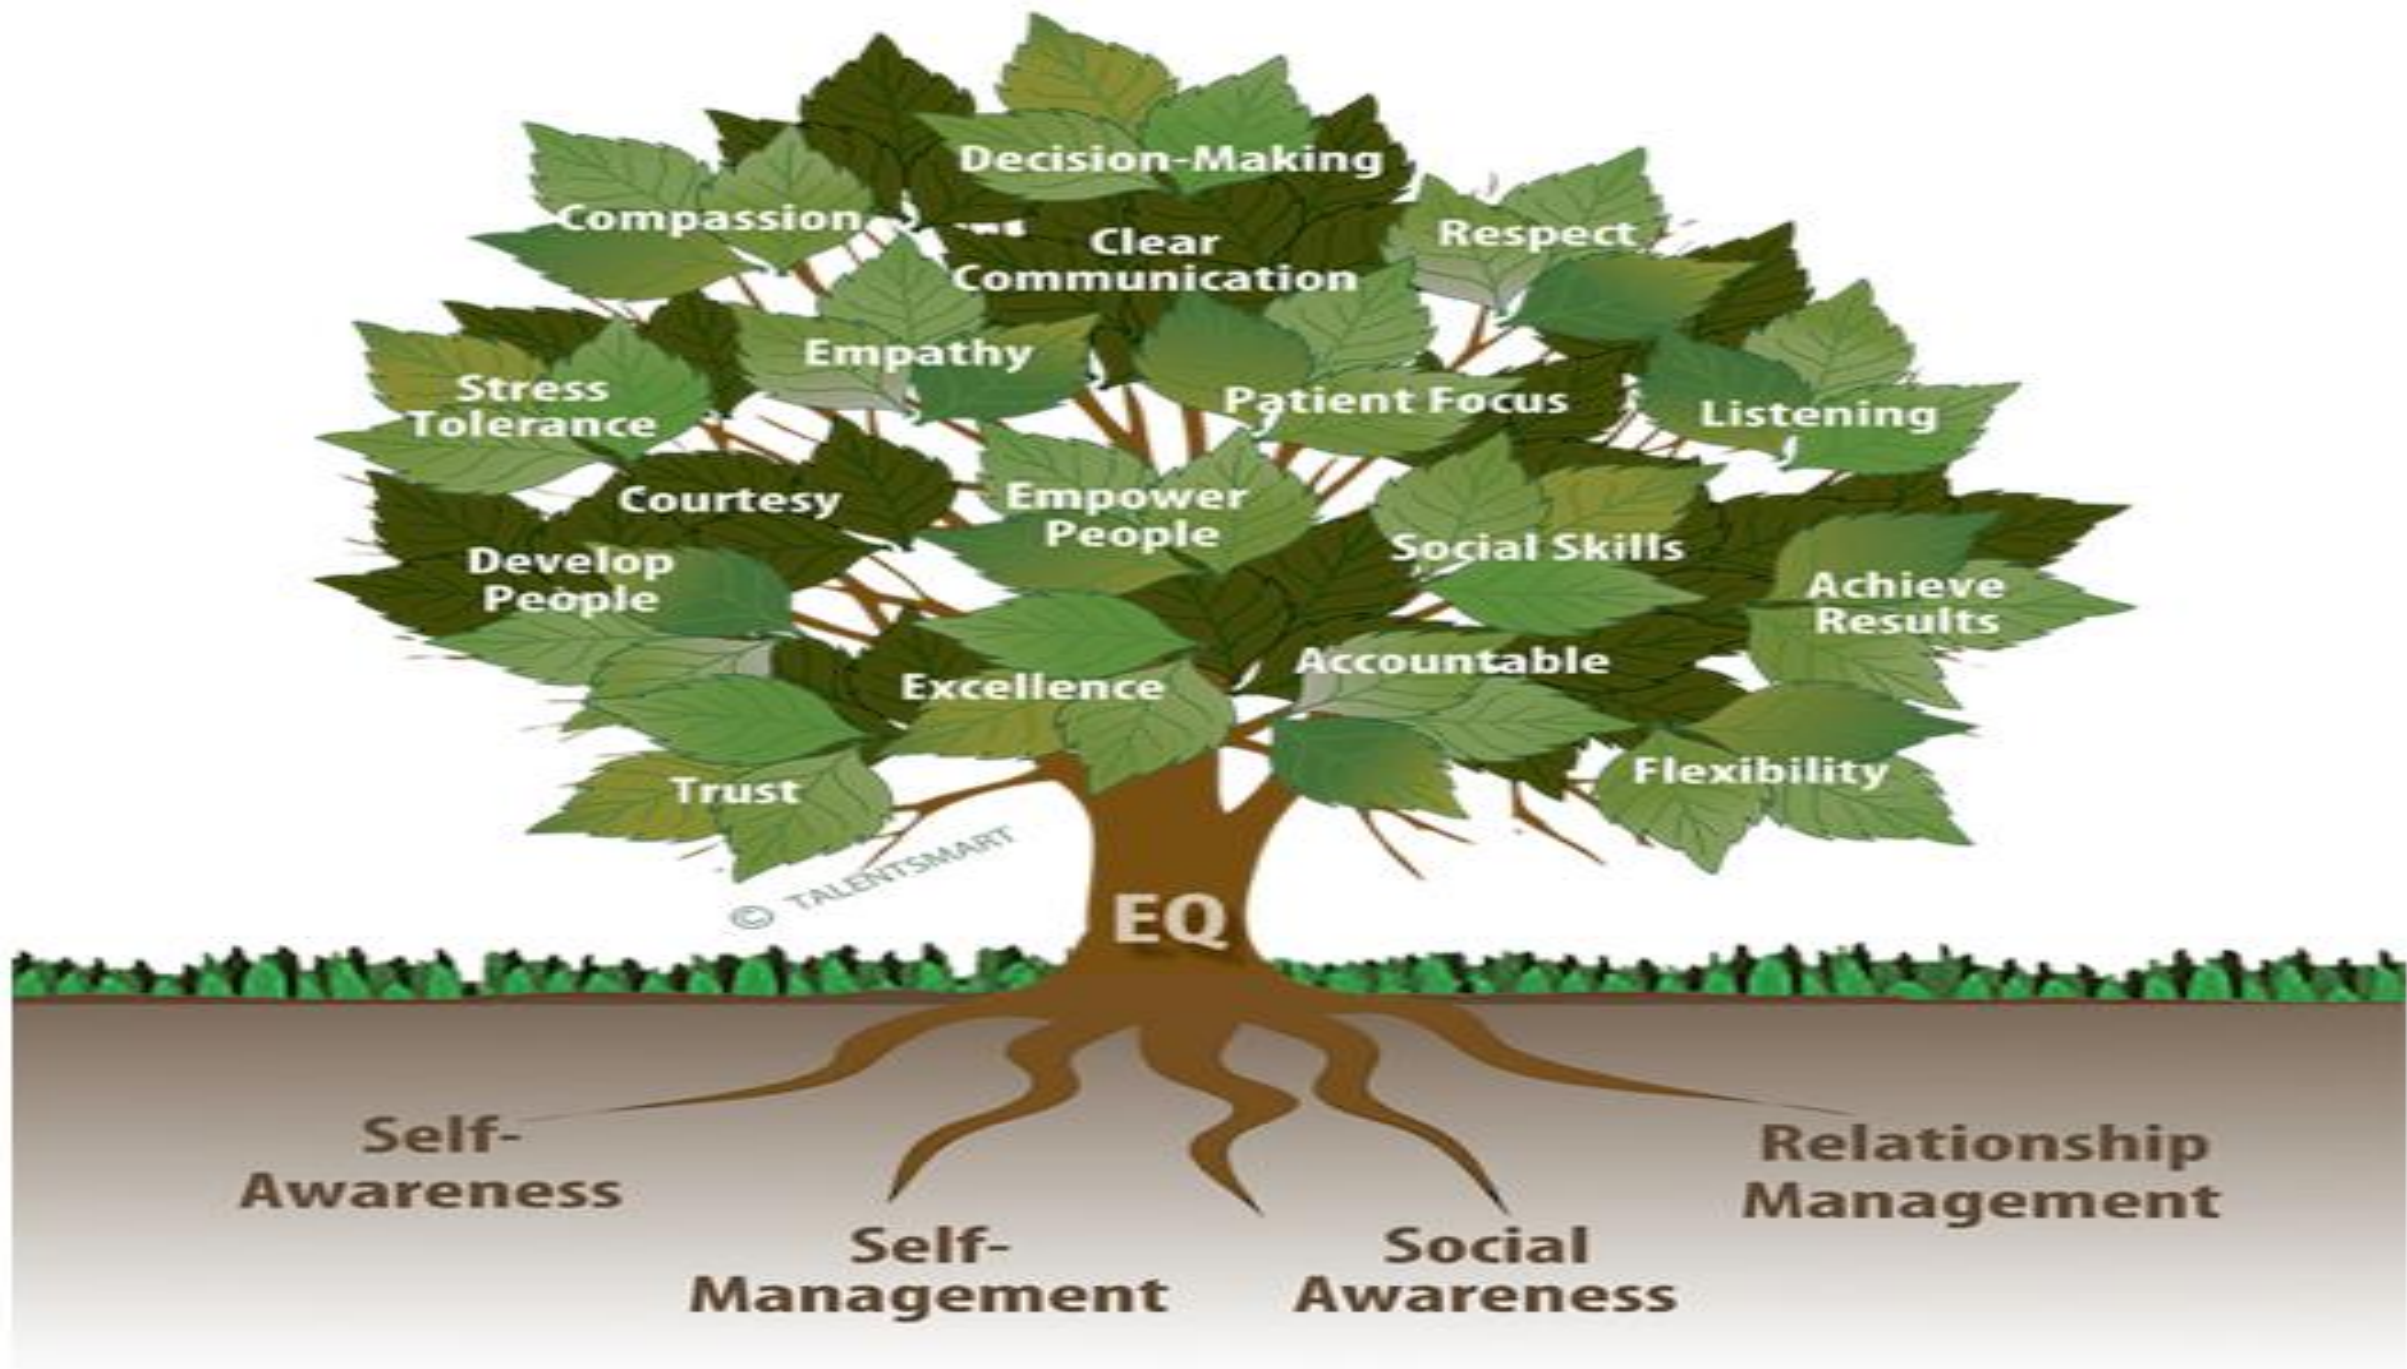 Decision-Making
Compassion
Respect
Clear
Communication
Empathy
Stress
Tolerance
Patient Focus
Listening
Courtesy
Empower
People
Social Skills
Develop
People
Achieve
Results
Excellence
Accountable
Trust
Flexibility
© TALENTSMART
EQ
Self-
Awareness
Relationship
Management
Self-
Management
Social
Awareness